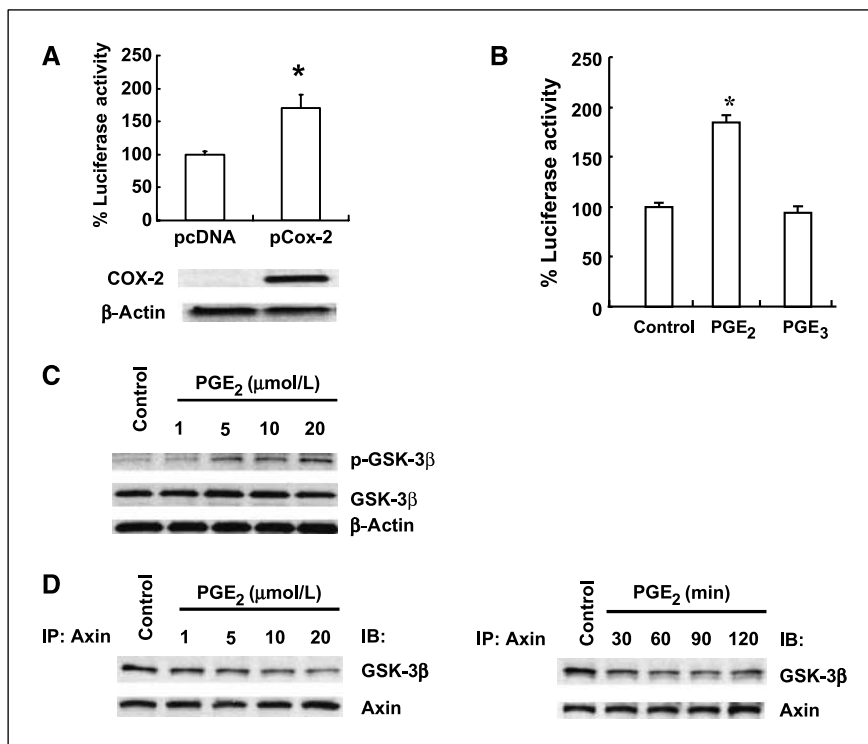 A
250
200
150
100
50
0
% Luciferase activity
*
pcDNA pCox-2
COX-2
β-Actin
B
300
250
200
150
100
50
0
% Luciferase activity
*
Control PGE2 PGE3
C
Control
PGE2 (μmol/L)
1 5 10 20
p-GSK-3β
GSK-3β
β-Actin
D
Control
PGE2 (μmol/L)
IP: Axin 1 5 10 20 IB:
GSK-3β
Axin
Control
PGE2 (min)
IP: Axin 30 60 90 120 IB:
GSK-3β
Axin